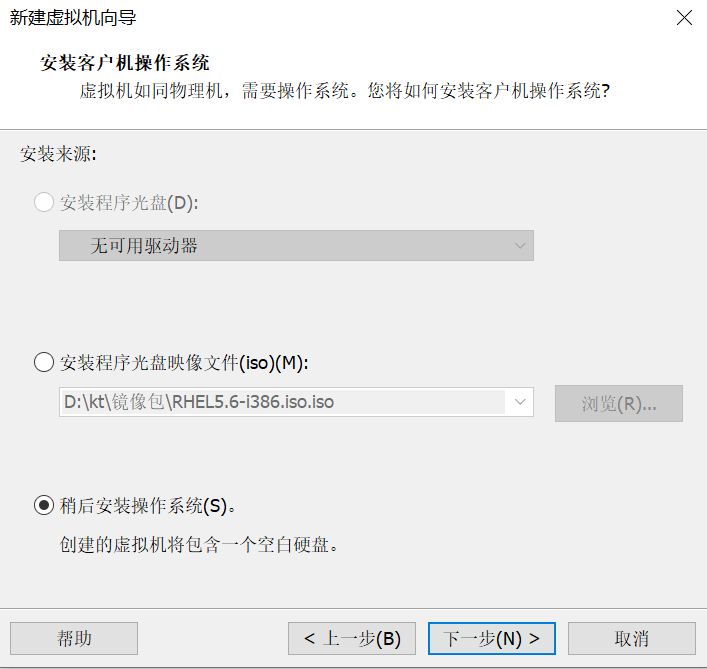 新建虚拟机向导
安装客户机操作系统
虚拟机如同物理机，需要操作系统。您将如何安装客户机操作系统?
安装来源:
安装程序光盘(D):
无可用驱动器
安装程序光盘映像文件(iso)(M):
D:\kt\镜像包\RHEL5.6-i386.iso.iso
浏览(R)...
稍后安装操作系统(S)。
创建的虚拟机将包含一个空白硬盘。
帮助
< 上一步(B)
下一步(N) >
取消